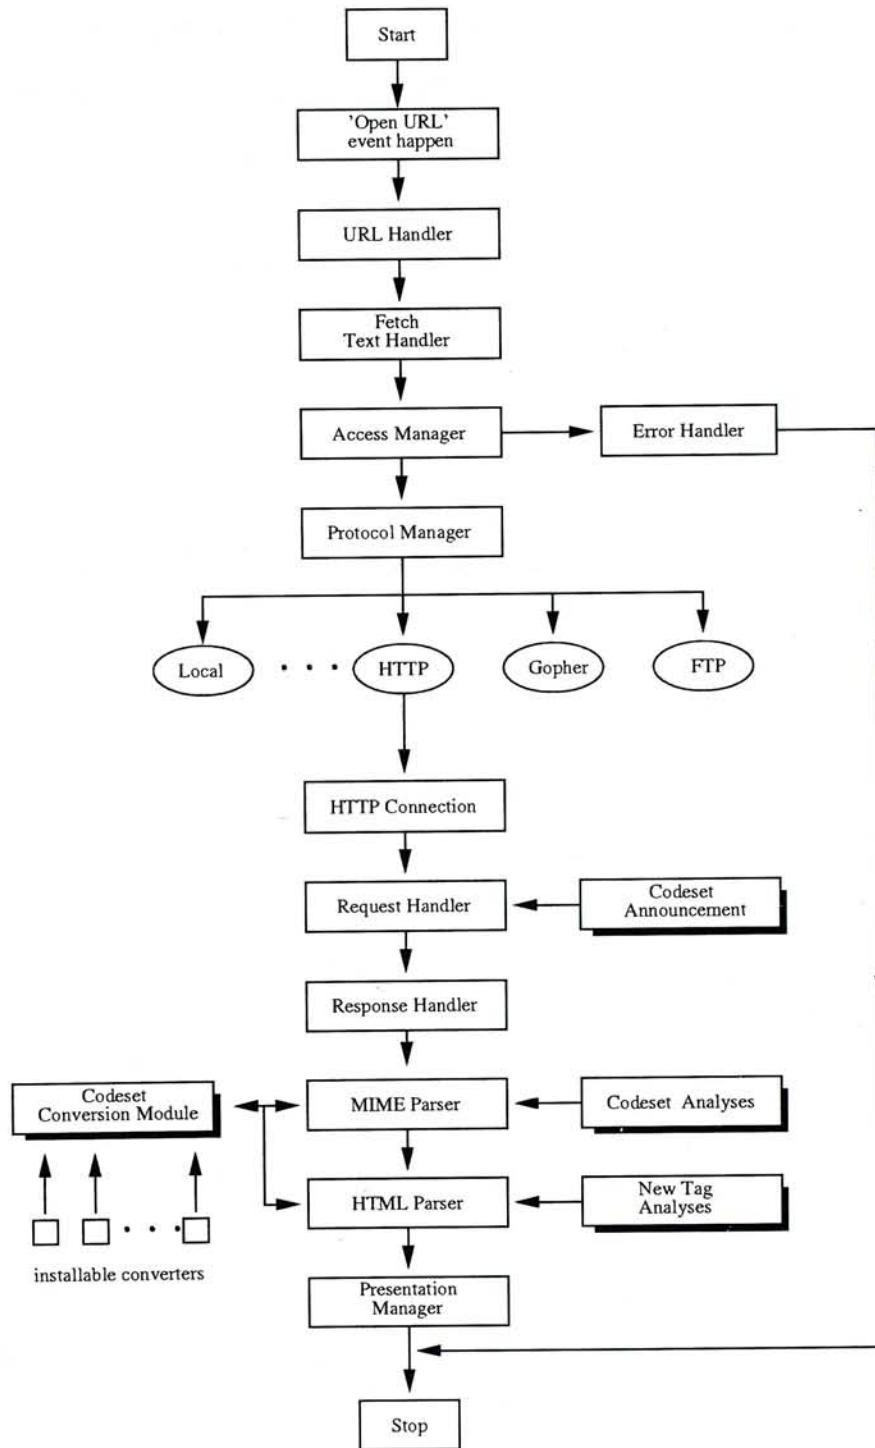 Start
'Open URL'
event happen
URL Handler
Fetch
Text Handler
Access Manager
Error Handler
Protocol Manager
Local
HTTP
Gopher
FTP
HTTP Connection
Request Handler
Codeset
Announcement
Response Handler
Codeset
Conversion Module
MIME Parser
Codeset Analyses
HTML Parser
New Tag
Analyses
installable converters
Presentation
Manager
Stop